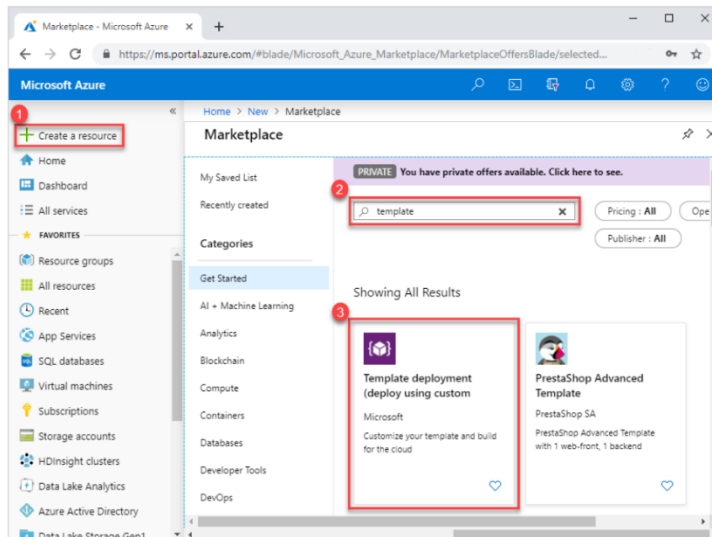 Marketplace - Microsoft Azure
https://ms.portal.azure.com/#blade/Microsoft_Azure_Marketplace/MarketplaceOffersBlade/selected...
Microsoft Azure
1
Create a resource
Home
Dashboard
All services
FAVORITES
Resource groups
All resources
Recent
App Services
SQL databases
Virtual machines
Subscriptions
Storage accounts
HDInsight clusters
Data Lake Analytics
Azure Active Directory
Data Lake Storage Gen1
Home > New > Marketplace
Marketplace
My Saved List
Recently created
Categories
Get Started
AI + Machine Learning
Analytics
Blockchain
Compute
Containers
Databases
Developer Tools
DevOps
PRIVATE You have private offers available. Click here to see.
2
template
Pricing : All
Ope
Publisher : All
Showing All Results
3
Template deployment
(deploy using custom
Microsoft
Customize your template and build
for the cloud
PrestaShop Advanced
Template
PrestaShop SA
PrestaShop Advanced Template
with 1 web-front, 1 backend